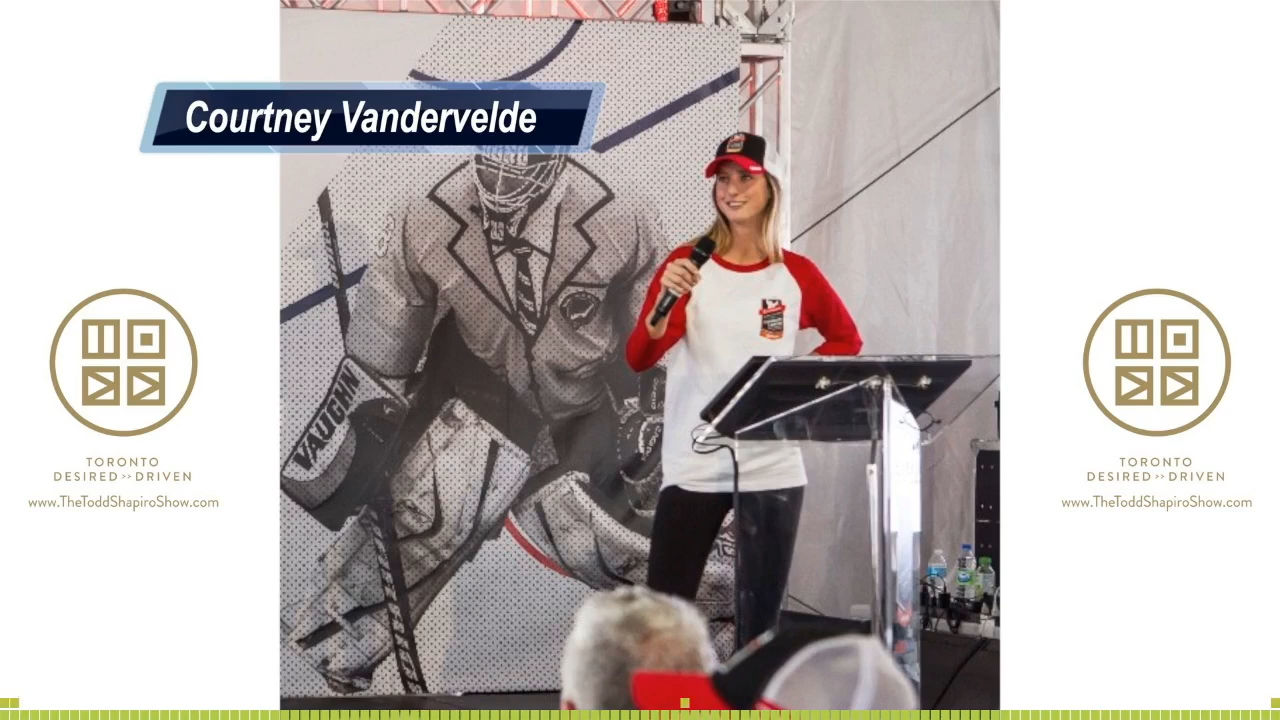 Courtney Vandervelde
VAUGHN
TORONTO
DESIRED >> DRIVEN
www.TheToddShapiroShow.com
TORONTO
DESIRED >> DRIVEN
www.TheToddShapiroShow.com